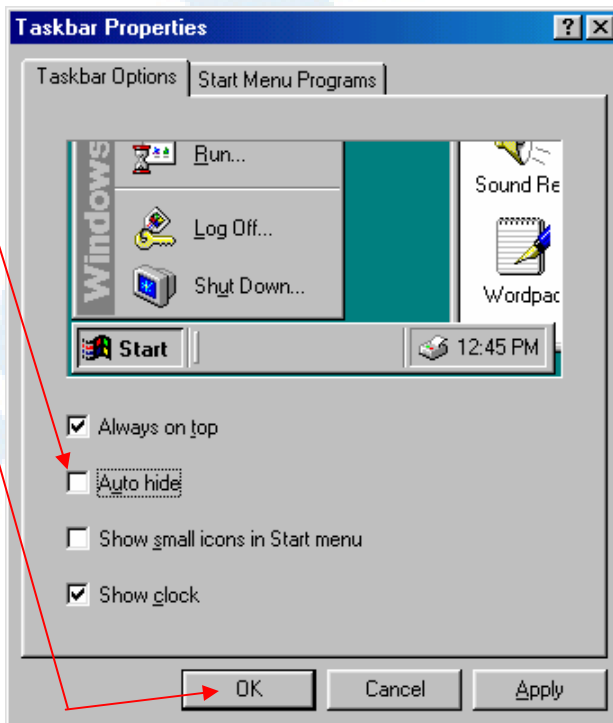 Taskbar Properties
Taskbar Options Start Menu Programs
Windows
Run...
Log Off...
Shut Down...
Sound Re
Wordpad
Start 12:45 PM
Always on top
Auto hide
Show small icons in Start menu
Show clock
OK Cancel Apply